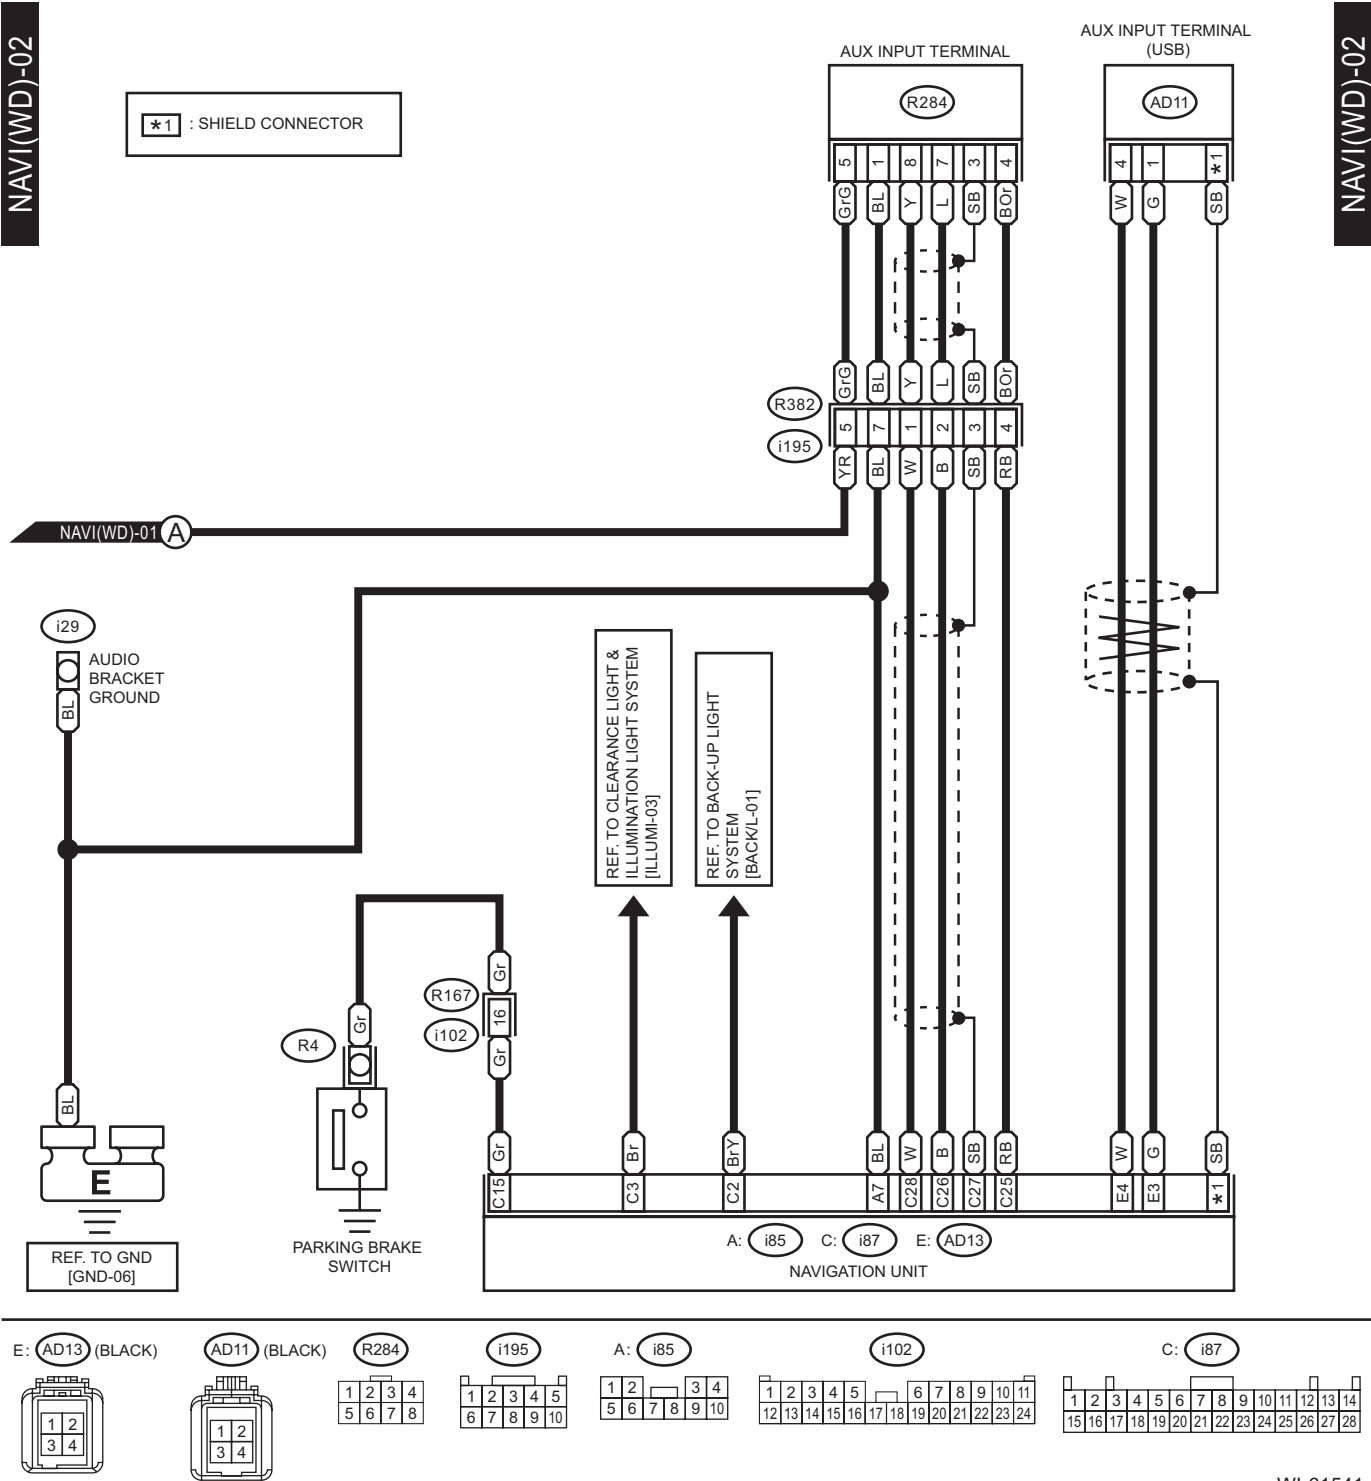 NAVI(WD)-02
NAVI(WD)-02
*1 : SHIELD CONNECTOR
AUX INPUT TERMINAL
R284
5 1 8 7 3 4
GrG BL Y L SB BOr
AUX INPUT TERMINAL
(USB)
AD11
4 1 *1
W G SB
GrG BL Y L SB BOr
R382
5 7 1 2 3 4
i195
YR BL W B SB RB
NAVI(WD)-01 A
i29
AUDIO
BRACKET
GROUND
BL
REF. TO CLEARANCE LIGHT &
ILLUMINATION LIGHT SYSTEM
[ILLUMI-03]
REF. TO BACK-UP LIGHT
SYSTEM
[BACK/L-01]
Gr
R167
16
i102
Gr
Gr
R4
BL
E
REF. TO GND
[GND-06]
PARKING BRAKE
SWITCH
Gr Br BrY BL W B SB RB W G SB
C15 C3 C2 A7 C28 C26 C27 C25 E4 E3 *1
A: i85 C: i87 E: AD13
NAVIGATION UNIT
E: AD13 (BLACK)
1 2
3 4
AD11 (BLACK)
1 2
3 4
R284
1 2 3 4
5 6 7 8
i195
1 2 3 4 5
6 7 8 9 10
A: i85
1 2 3 4
5 6 7 8 9 10
i102
1 2 3 4 5 6 7 8 9 10 11
12 13 14 15 16 17 18 19 20 21 22 23 24
C: i87
1 2 3 4 5 6 7 8 9 10 11 12 13 14
15 16 17 18 19 20 21 22 23 24 25 26 27 28